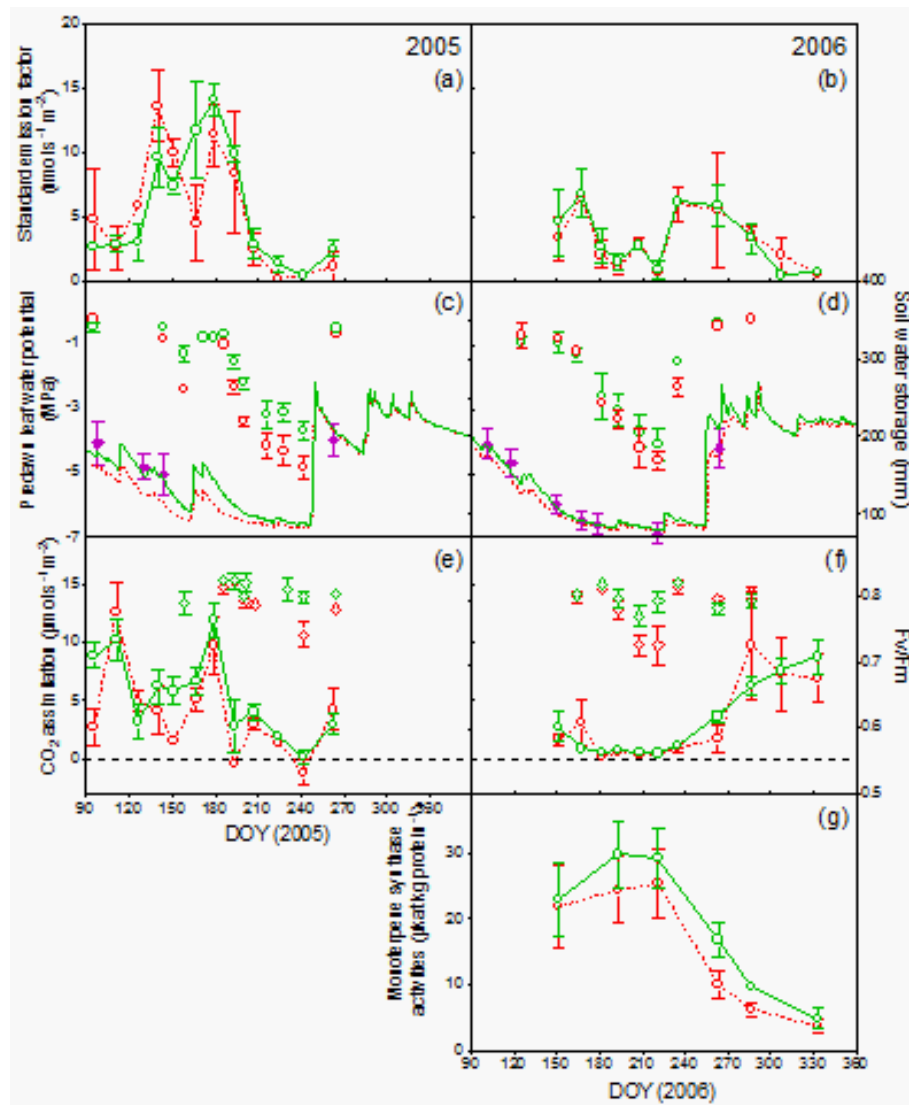 2005
2006
(a)
(b)
Standard emission factor
(nmol s⁻¹ m⁻²)
20
15
10
5
0
400
(c)
(d)
Predawn leaf water potential
(MPa)
-1
-3
-5
-7
Soil water storage (mm)
300
200
100
(e)
(f)
CO₂ assimilation (µmol s⁻¹ m⁻²)
15
10
5
0
Fv/Fm
0.8
0.7
0.6
0.5
90 120 150 180 210 240 270 300 330
DOY (2005)
(g)
Monoterpene synthase
activities (µkat kg protein⁻¹)
30
20
10
0
90 120 150 180 210 240 270 300 330 360
DOY (2006)